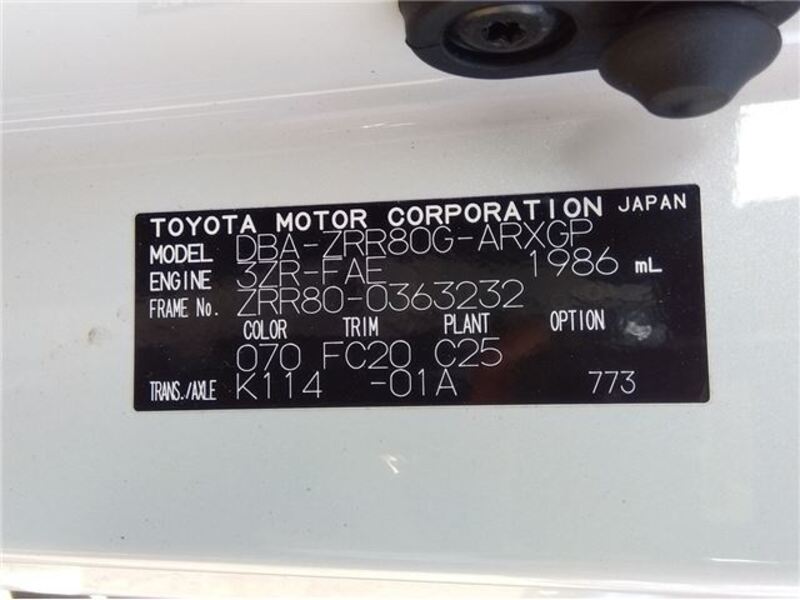 TOYOTA MOTOR CORPORATION JAPAN
MODEL DBA-ZRR80G-ARXGP
ENGINE 3ZR-FAE 1986 mL
FRAME No. ZRR80-0363232
COLOR TRIM PLANT OPTION
070 FC20 C25
TRANS./AXLE K114 -01A 773